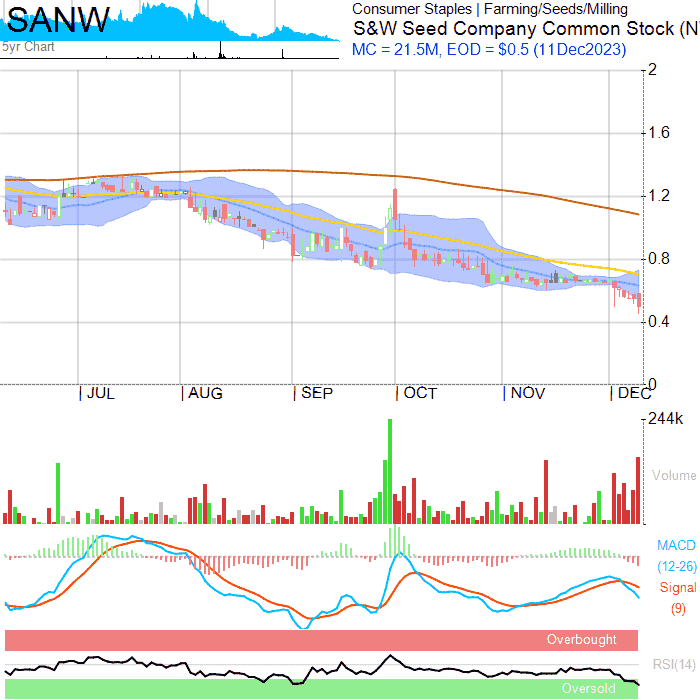 SANW
5yr Chart
Consumer Staples | Farming/Seeds/Milling
S&W Seed Company Common Stock (N
MC = 21.5M, EOD = $0.5 (11Dec2023)
2
1.6
1.2
0.8
0.4
0
JUL AUG SEP OCT NOV DEC
244k
Volume
MACD
(12-26)
Signal
(9)
Overbought
RSI(14)
Oversold